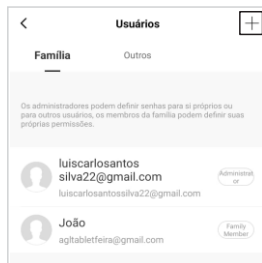 Usuários
Família
Outros
Os administradores podem definir senhas para si próprios ou
para outros usuários, os membros da família podem definir suas
próprias permissões.
luiscarlosantos
silva22@gmail.com
Administrat
or
luiscarlosantossilva22@gmail.com
João
Family
Member
agltabletfeira@gmail.com